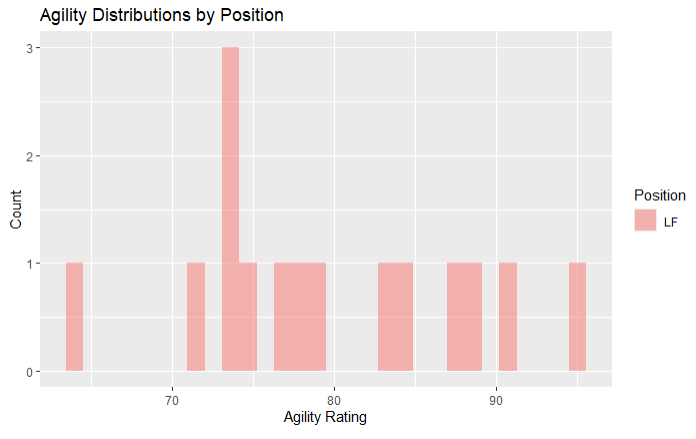 Agility Distributions by Position
3
2
1
0
Count
70 80 90
Agility Rating
Position
LF